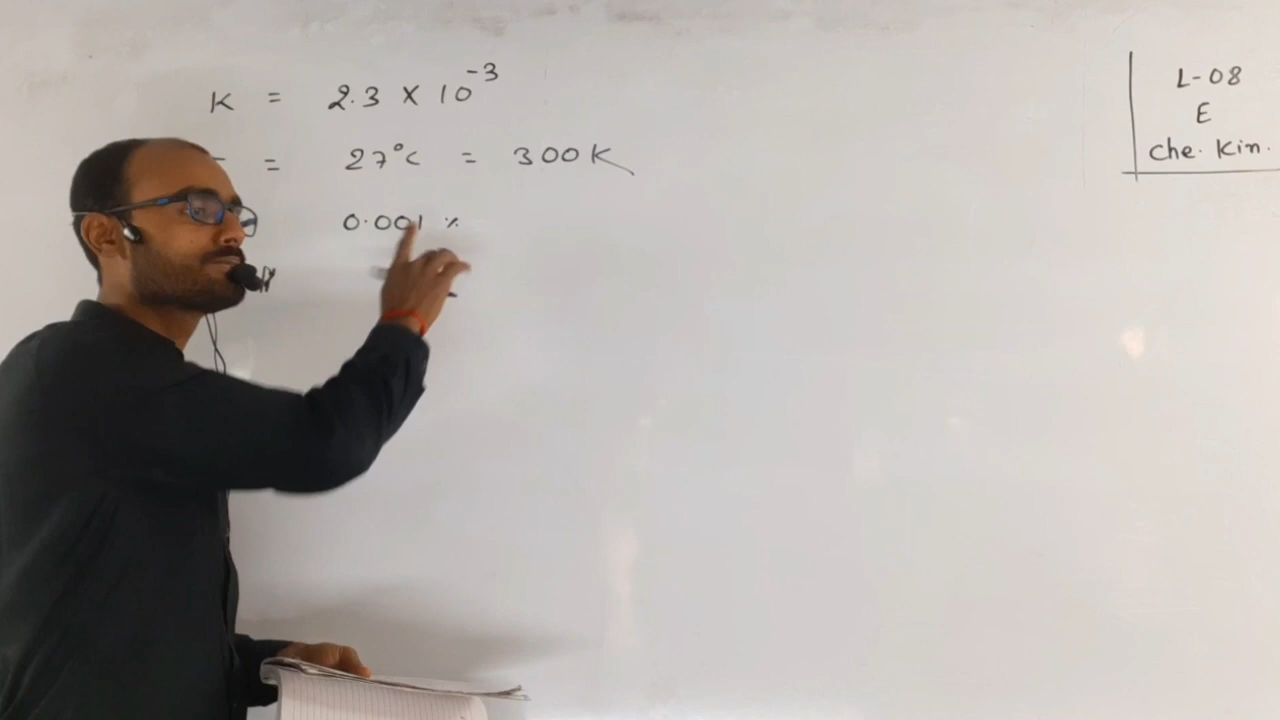 K = 2.3 X 10⁻³
= 27°C = 300K
0.001 %
L-08
E
Che. Kin.